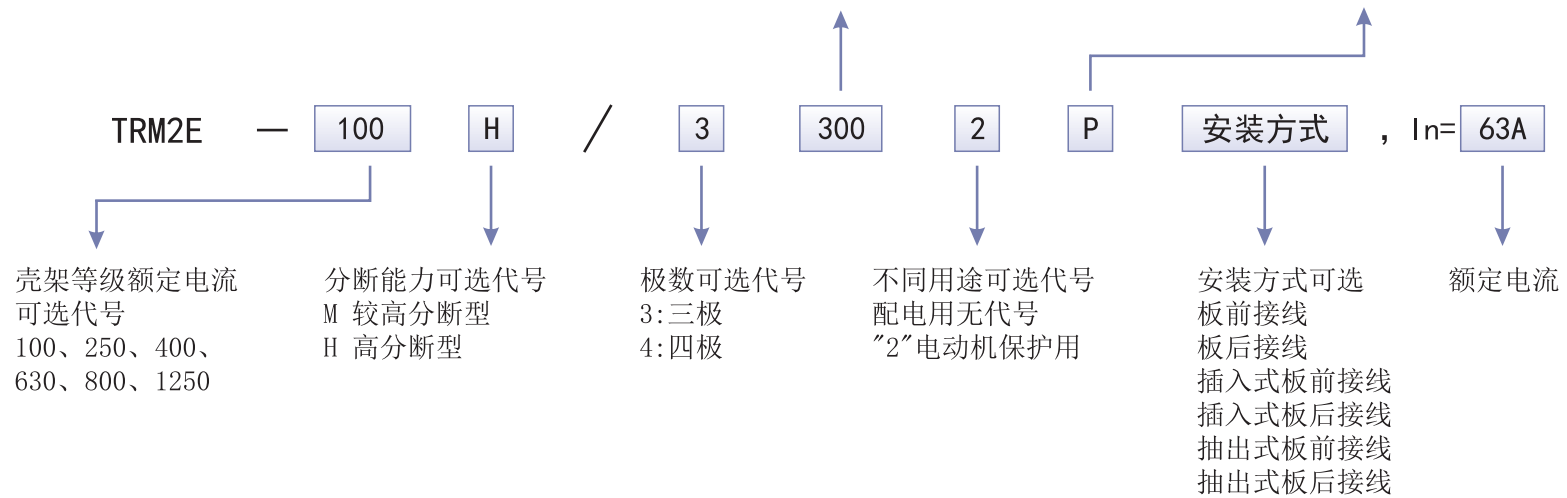 TRM2E — 100 H / 3 300 2 P 安装方式 , In= 63A
壳架等级额定电流
可选代号
100、250、400、
630、800、1250
分断能力可选代号
M 较高分断型
H 高分断型
极数可选代号
3:三极
4:四极
不同用途可选代号
配电用无代号
"2"电动机保护用
安装方式可选
板前接线
板后接线
插入式板前接线
插入式板后接线
抽出式板前接线
抽出式板后接线
额定电流